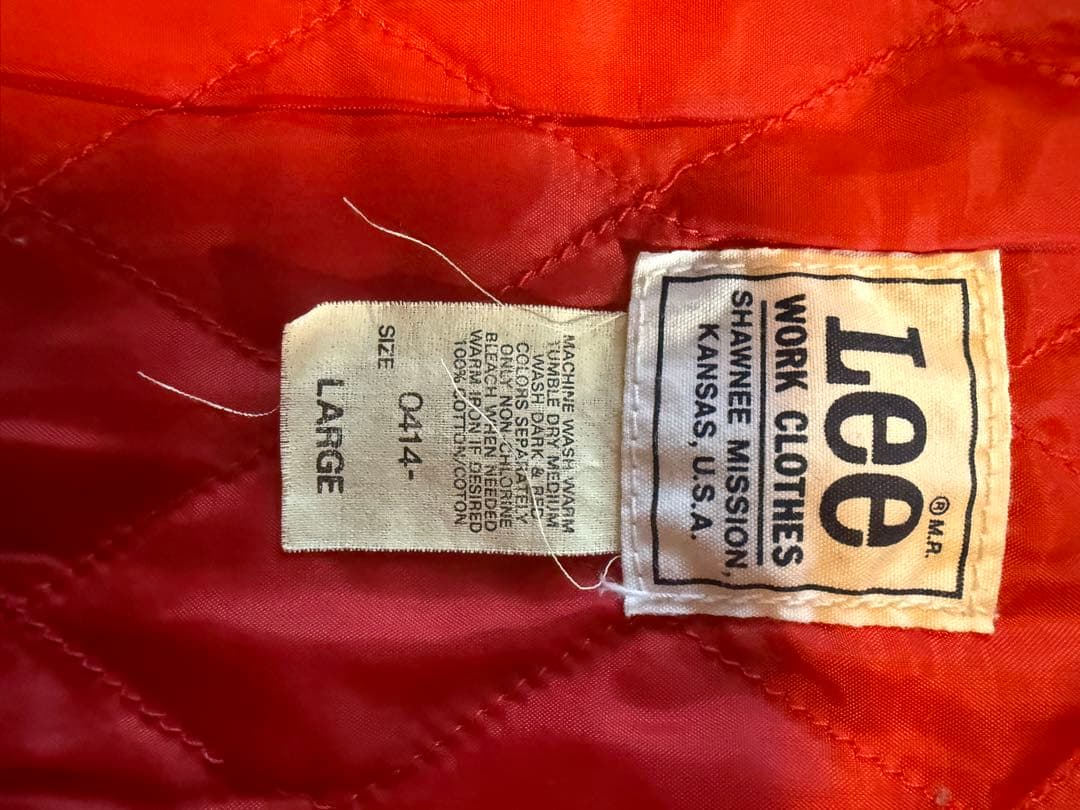 Lee ® M.R.
WORK CLOTHES
SHAWNEE MISSION,
KANSAS, U.S.A.
MACHINE WASH WARM
TUMBLE DRY MEDIUM
WASH DARK & RED
COLORS SEPARATELY
ONLY NON-CHLORINE
BLEACH WHEN NEEDED
WARM IRON IF DESIRED
100% COTTON/COTTON
SIZE 0414-
LARGE